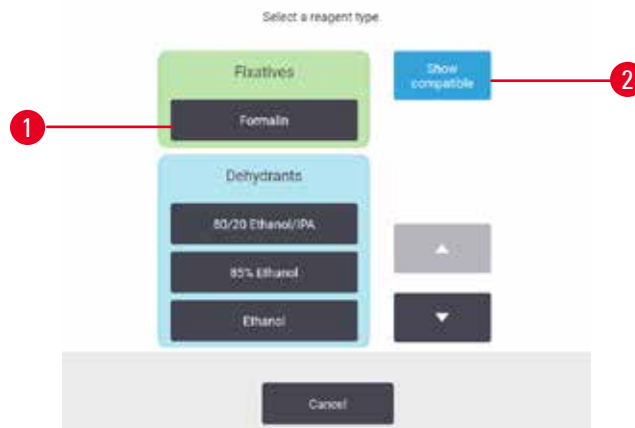 Select a reagent type
Fixatives
Show
compatible
2
1
Formalin
Dehydrants
80/20 Ethanol/IPA
85% Ethanol
Ethanol
Cancel